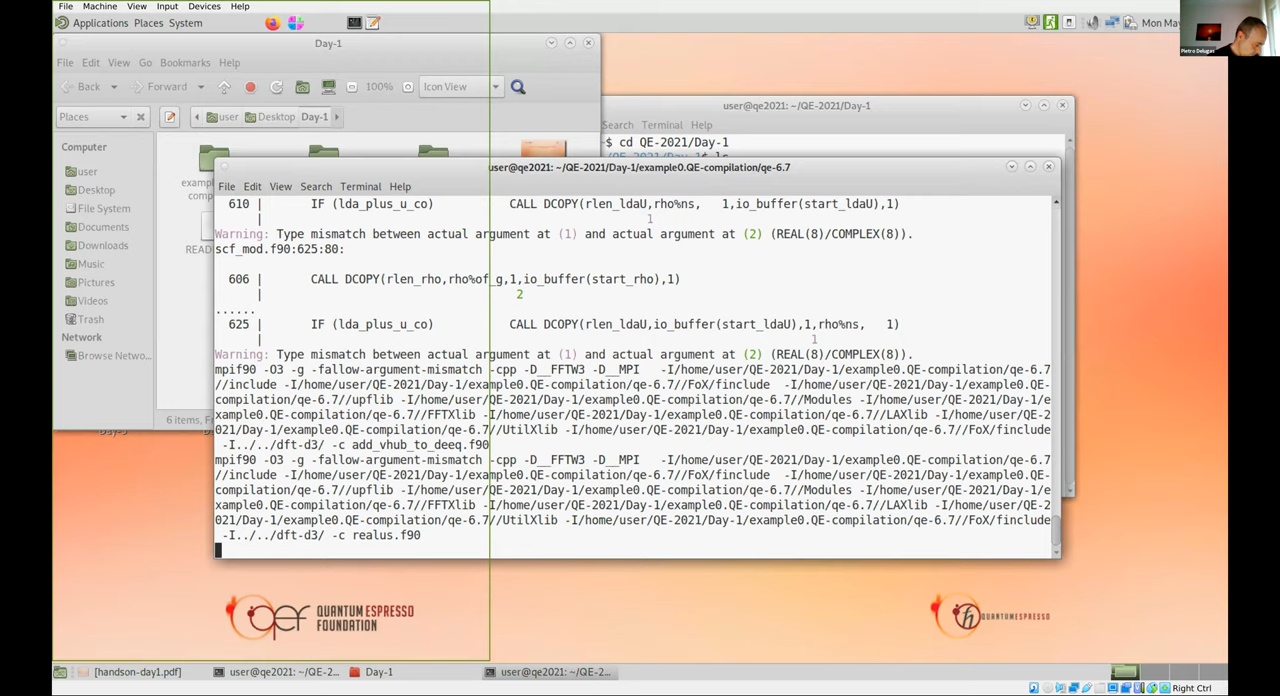 File Machine View Input Devices Help
Applications Places System
Mon May
Pietro Delugas
Day-1
File Edit View Go Bookmarks Help
Back Forward 100% Icon View
Places user Desktop Day-1
Computer
user
Desktop
File System
Documents
Downloads
Music
Pictures
Videos
Trash
Network
Browse Netwo...
READ
6 items, F
user@qe2021: ~/QE-2021/Day-1
Search Terminal Help
$ cd QE-2021/Day-1
user@qe2021: ~/QE-2021/Day-1/example0.QE-compilation/qe-6.7
File Edit View Search Terminal Help
610 | IF (lda_plus_u_co) CALL DCOPY(rlen_ldaU,rho%ns, 1,io_buffer(start_ldaU),1)
| 1
Warning: Type mismatch between actual argument at (1) and actual argument at (2) (REAL(8)/COMPLEX(8)).
scf_mod.f90:625:80:
606 | CALL DCOPY(rlen_rho,rho%of_g,1,io_buffer(start_rho),1)
| 2
......
625 | IF (lda_plus_u_co) CALL DCOPY(rlen_ldaU,io_buffer(start_ldaU),1,rho%ns, 1)
| 1
Warning: Type mismatch between actual argument at (1) and actual argument at (2) (REAL(8)/COMPLEX(8)).
mpif90 -O3 -g -fallow-argument-mismatch -cpp -D__FFTW3 -D__MPI -I/home/user/QE-2021/Day-1/example0.QE-compilation/qe-6.7
//include -I/home/user/QE-2021/Day-1/example0.QE-compilation/qe-6.7//FoX/finclude -I/home/user/QE-2021/Day-1/example0.QE-
compilation/qe-6.7//upflib -I/home/user/QE-2021/Day-1/example0.QE-compilation/qe-6.7//Modules -I/home/user/QE-2021/Day-1/e
xample0.QE-compilation/qe-6.7//FFTXlib -I/home/user/QE-2021/Day-1/example0.QE-compilation/qe-6.7//LAXlib -I/home/user/QE-2
021/Day-1/example0.QE-compilation/qe-6.7//UtilXlib -I/home/user/QE-2021/Day-1/example0.QE-compilation/qe-6.7//FoX/finclude
-I../../dft-d3/ -c add_vhub_to_deeq.f90
mpif90 -O3 -g -fallow-argument-mismatch -cpp -D__FFTW3 -D__MPI -I/home/user/QE-2021/Day-1/example0.QE-compilation/qe-6.7
//include -I/home/user/QE-2021/Day-1/example0.QE-compilation/qe-6.7//FoX/finclude -I/home/user/QE-2021/Day-1/example0.QE-
compilation/qe-6.7//upflib -I/home/user/QE-2021/Day-1/example0.QE-compilation/qe-6.7//Modules -I/home/user/QE-2021/Day-1/e
xample0.QE-compilation/qe-6.7//FFTXlib -I/home/user/QE-2021/Day-1/example0.QE-compilation/qe-6.7//LAXlib -I/home/user/QE-2
021/Day-1/example0.QE-compilation/qe-6.7//UtilXlib -I/home/user/QE-2021/Day-1/example0.QE-compilation/qe-6.7//FoX/finclude
-I../../dft-d3/ -c realus.f90
QUANTUM ESPRESSO
FOUNDATION
QUANTUMESPRESSO
[handson-day1.pdf] user@qe2021: ~/QE-2... Day-1 user@qe2021: ~/QE-2...
Right Ctrl